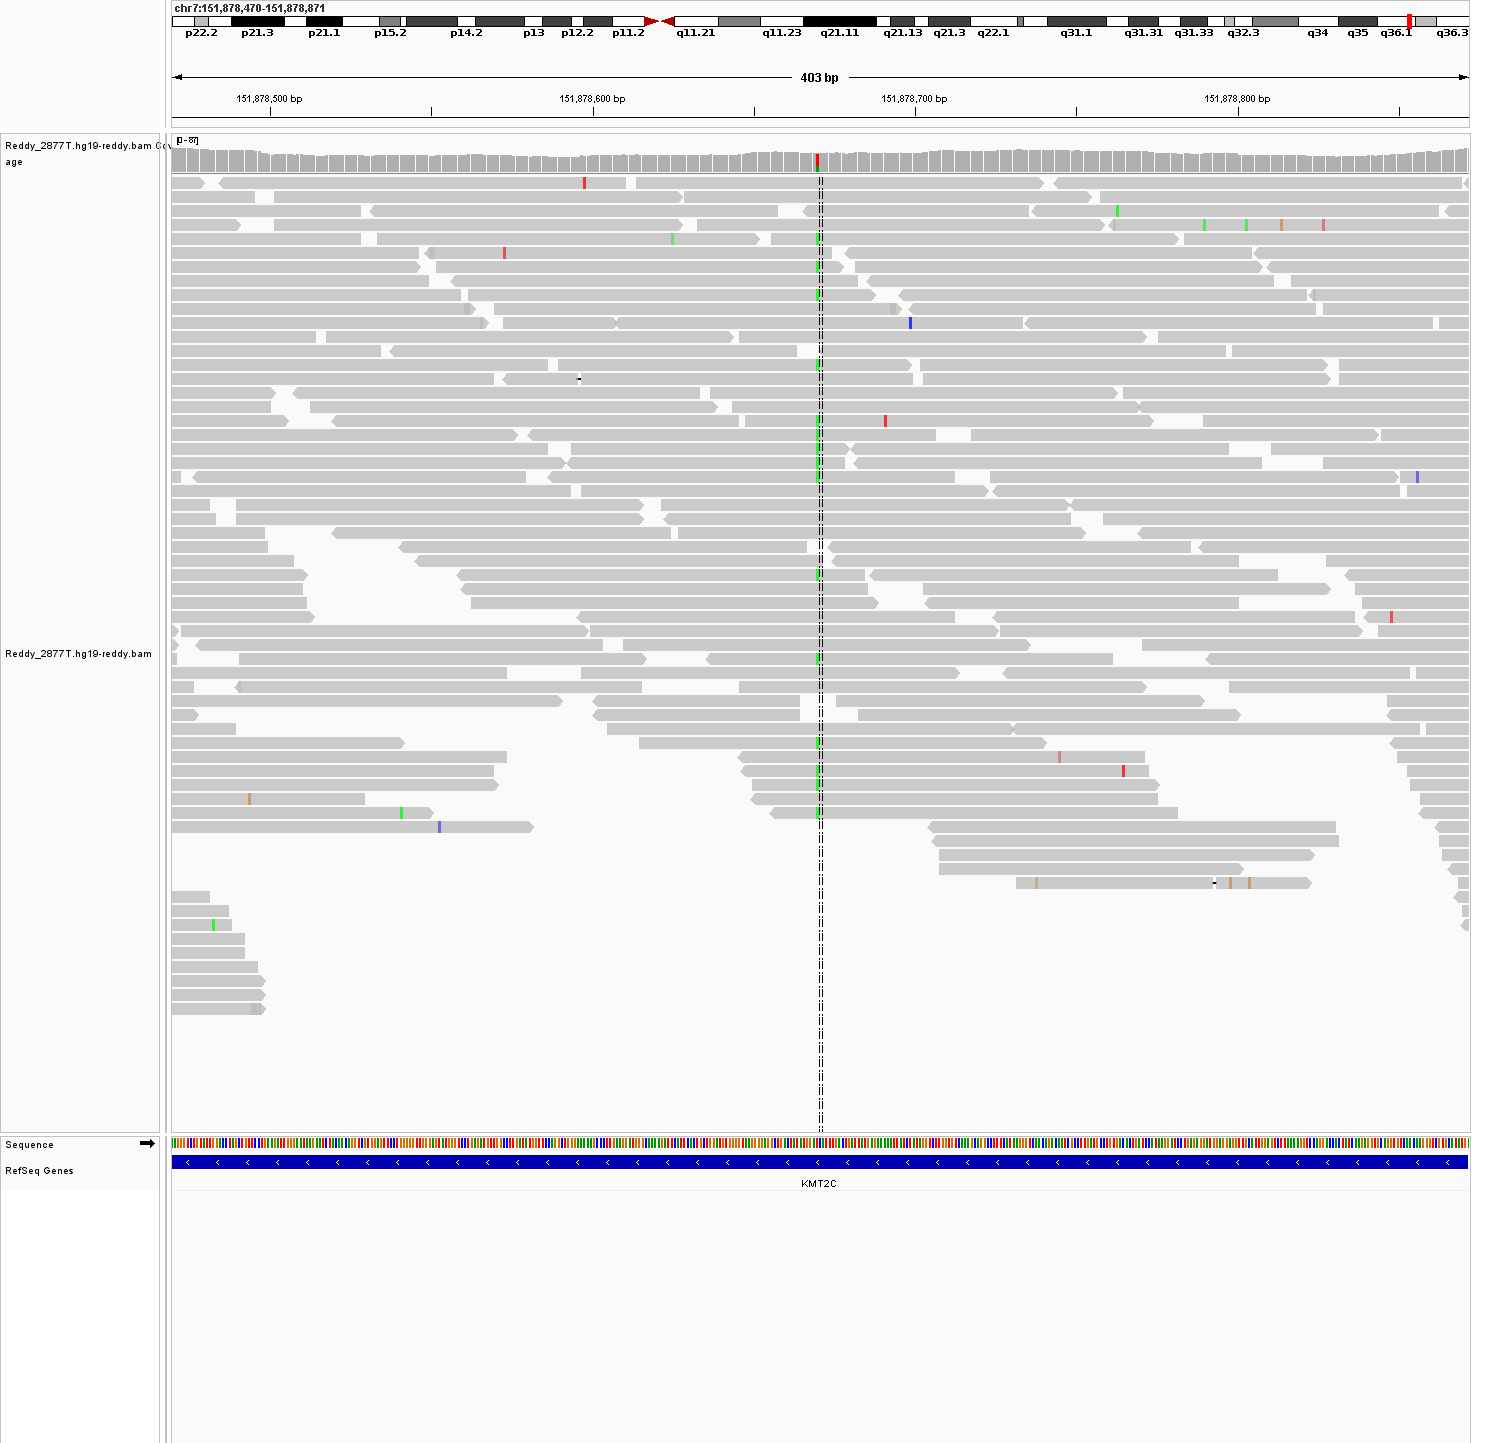 chr7:151,878,470-151,878,871
p22.2 p21.3 p21.1 p15.2 p14.2 p13 p12.2 p11.2 q11.21 q11.23 q21.11 q21.13 q21.3 q22.1 q31.1 q31.31 q31.33 q32.3 q34 q35 q36.1 q36.3
403 bp
151,878,500 bp 151,878,600 bp 151,878,700 bp 151,878,800 bp
[0 - 87]
Reddy_2877T.hg19-reddy.bam Cov
age
Reddy_2877T.hg19-reddy.bam
Sequence
RefSeq Genes
KMT2C